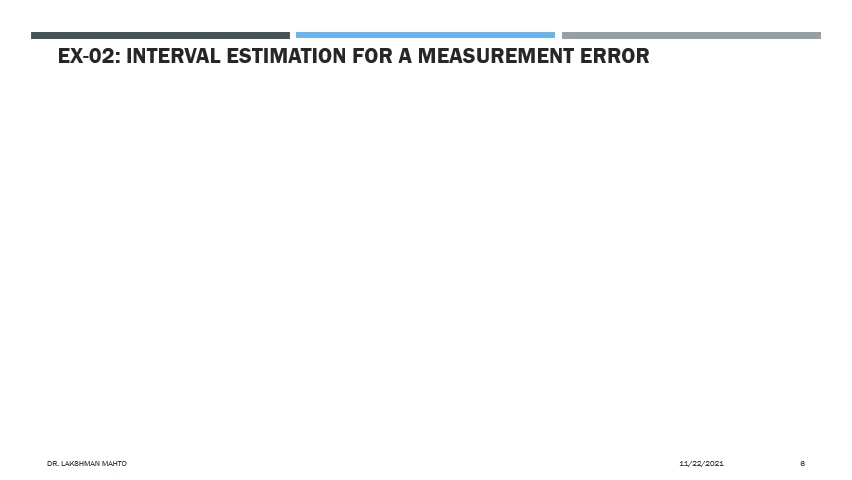 EX-02: INTERVAL ESTIMATION FOR A MEASUREMENT ERROR
DR. LAKSHMAN MAHTO 11/22/2021 6